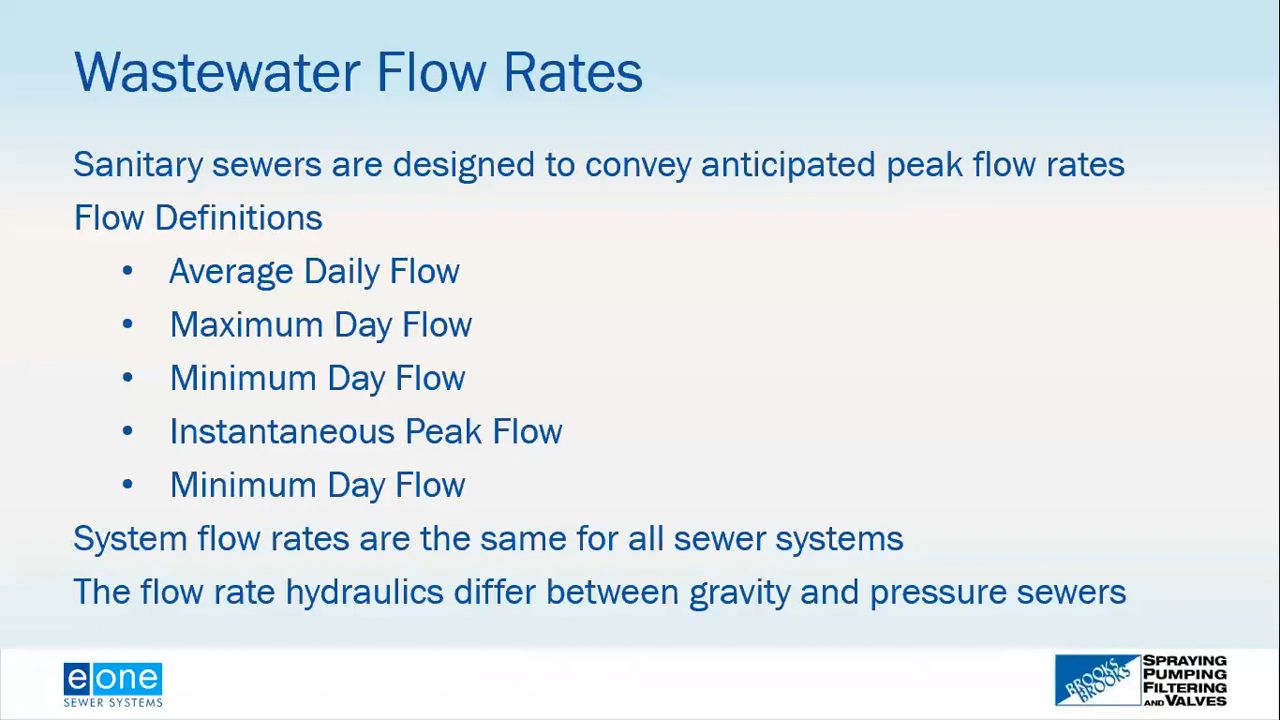 Wastewater Flow Rates
Sanitary sewers are designed to convey anticipated peak flow rates
Flow Definitions
• Average Daily Flow
• Maximum Day Flow
• Minimum Day Flow
• Instantaneous Peak Flow
• Minimum Day Flow
System flow rates are the same for all sewer systems
The flow rate hydraulics differ between gravity and pressure sewers
eone
SEWER SYSTEMS
BROOKS
BROOKS
SPRAYING
PUMPING
FILTERING
AND VALVES